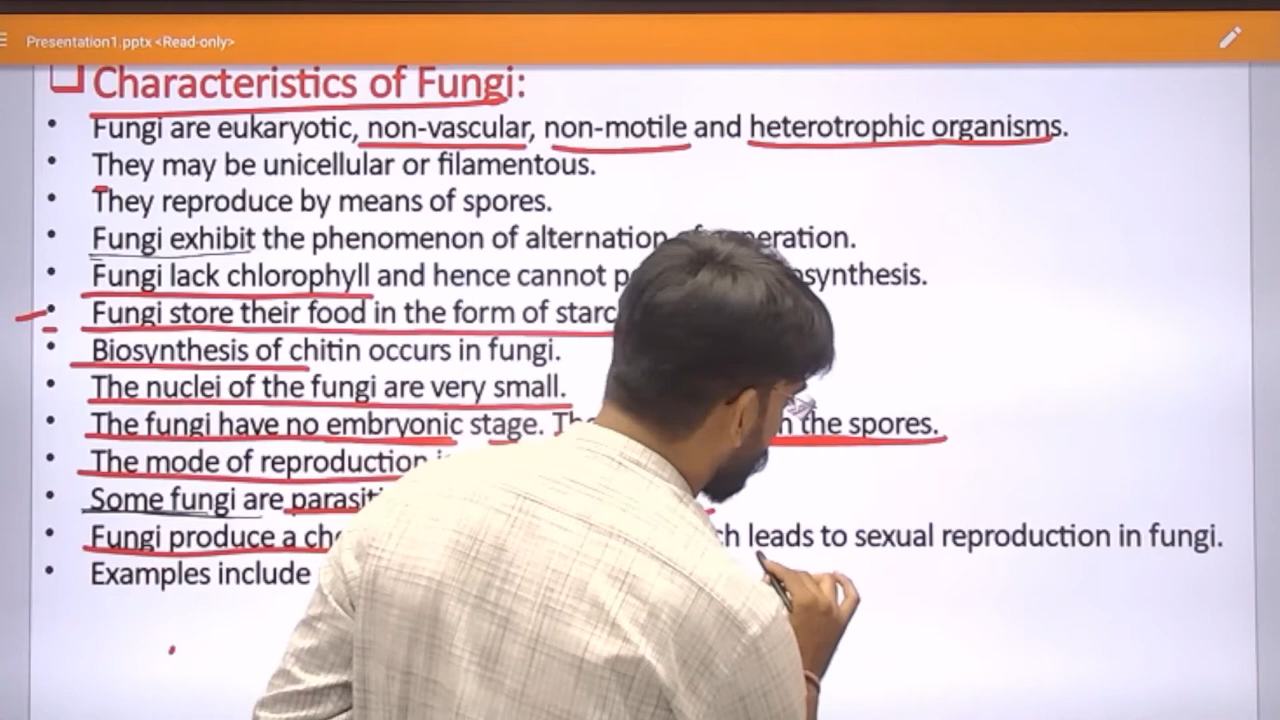 Presentation1.pptx <Read-only>
Characteristics of Fungi:
• Fungi are eukaryotic, non-vascular, non-motile and heterotrophic organisms.
• They may be unicellular or filamentous.
• They reproduce by means of spores.
• Fungi exhibit the phenomenon of alternation
• Fungi lack chlorophyll and hence cannot
• Fungi store their food in the form of
• Biosynthesis of chitin occurs in fungi.
• The nuclei of the fungi are very small.
• The fungi have no embryonic stage. the spores.
• The mode of reproduction
• Some fungi are
• Fungi produce a leads to sexual reproduction in fungi.
• Examples include